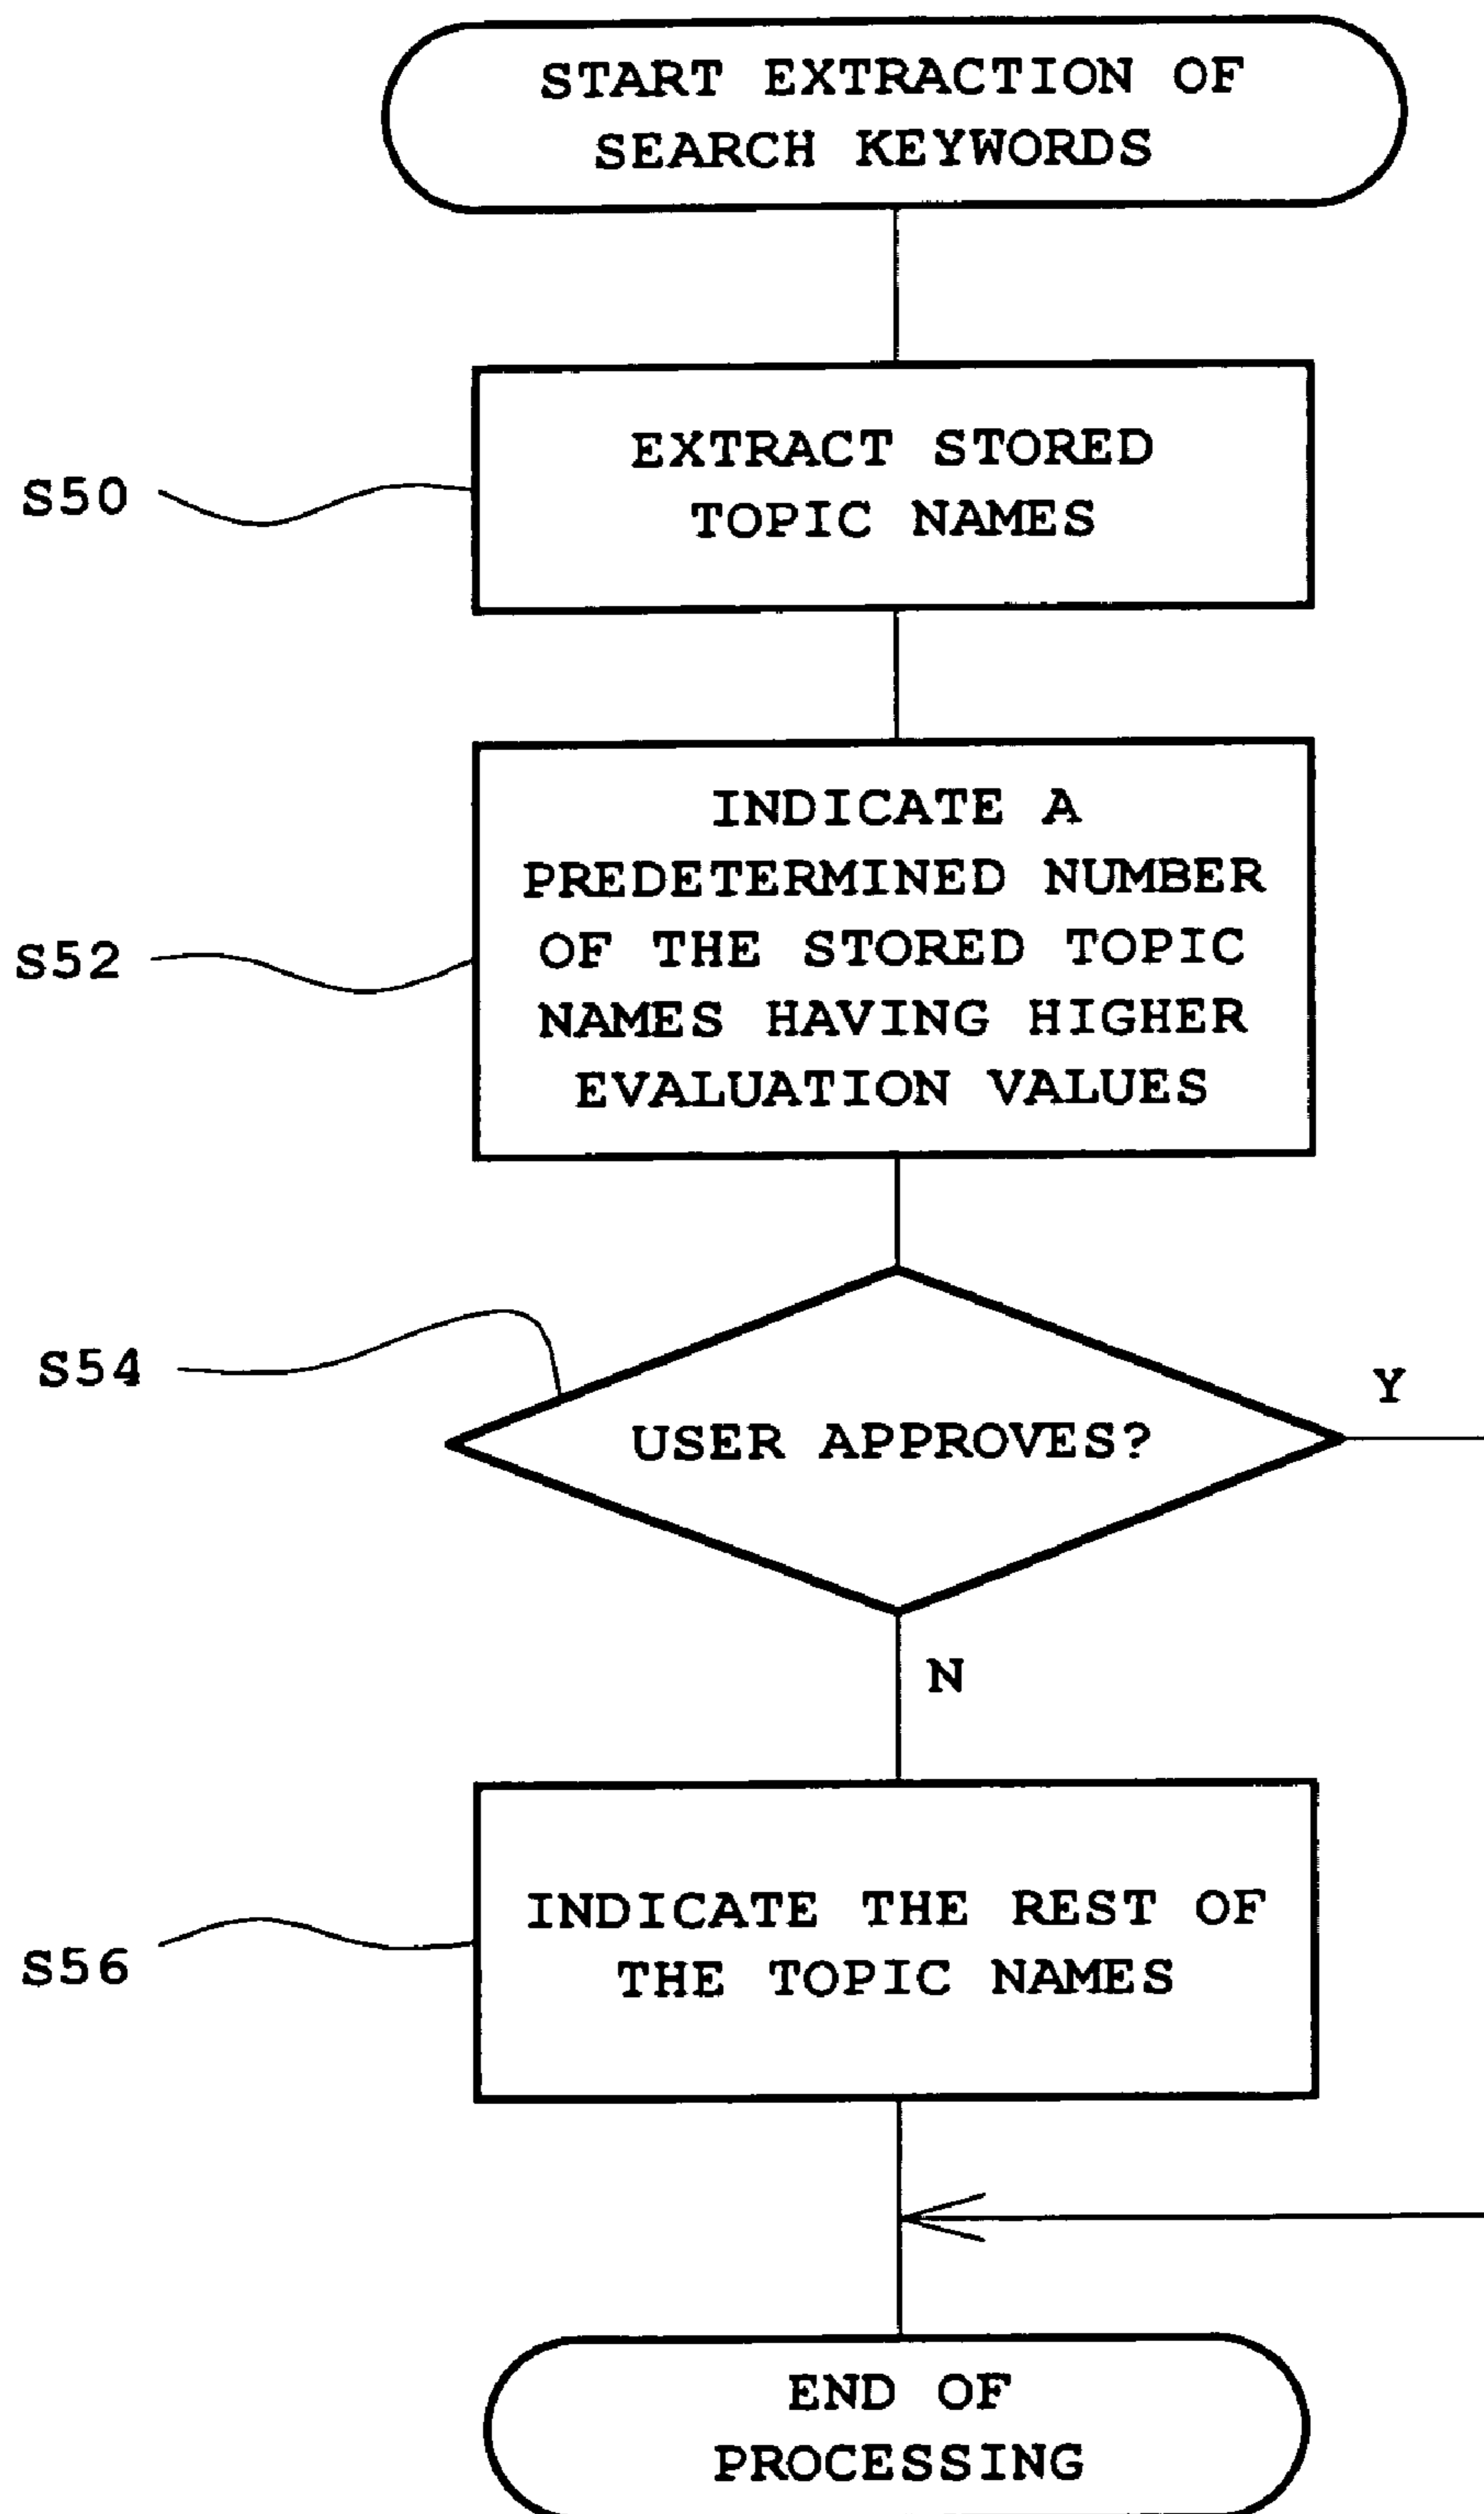 START EXTRACTION OF
SEARCH KEYWORDS
EXTRACT STORED
TOPIC NAMES
S50
INDICATE A
PREDETERMINED NUMBER
OF THE STORED TOPIC
NAMES HAVING HIGHER
EVALUATION VALUES
S52
S54
USER APPROVES?
Y
N
INDICATE THE REST OF
THE TOPIC NAMES
S56
END OF
PROCESSING